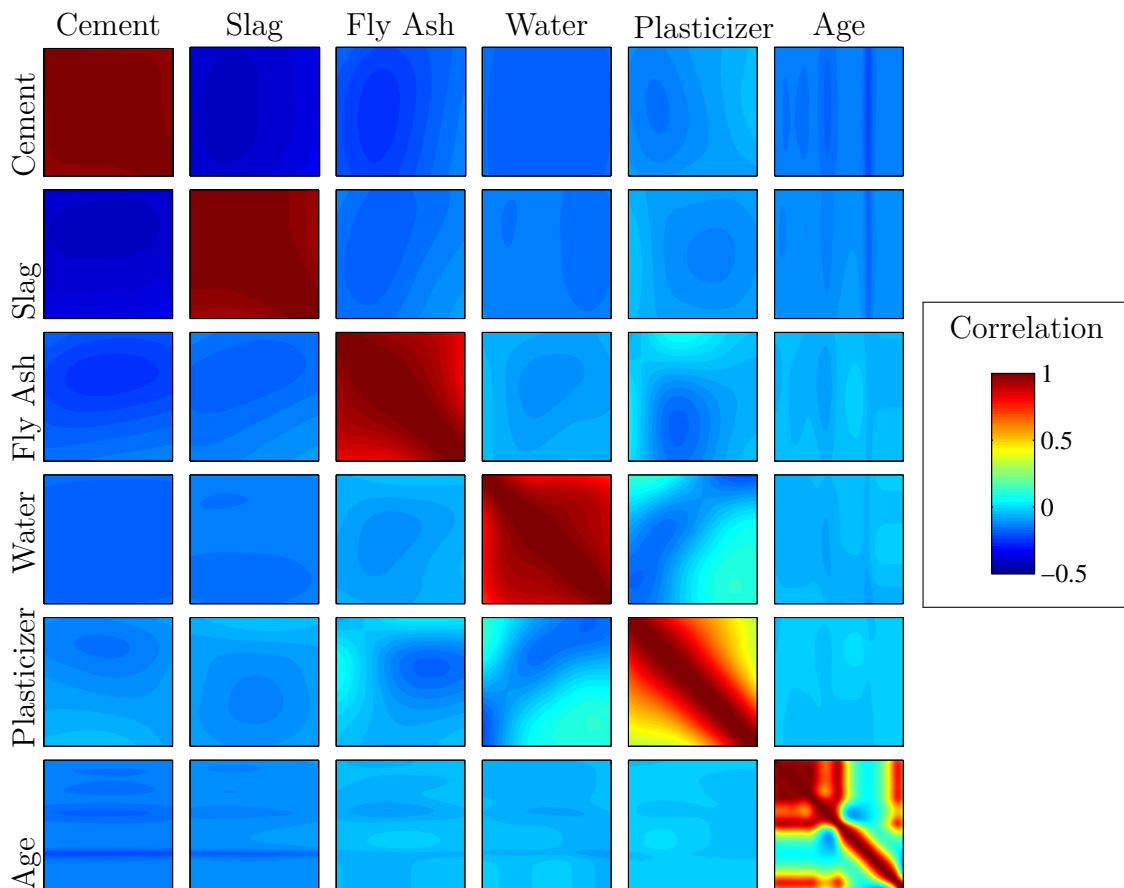 Cement Slag Fly Ash Water Plasticizer Age
Cement
Slag
Fly Ash
Water
Plasticizer
Age
Correlation
1
0.5
0
−0.5